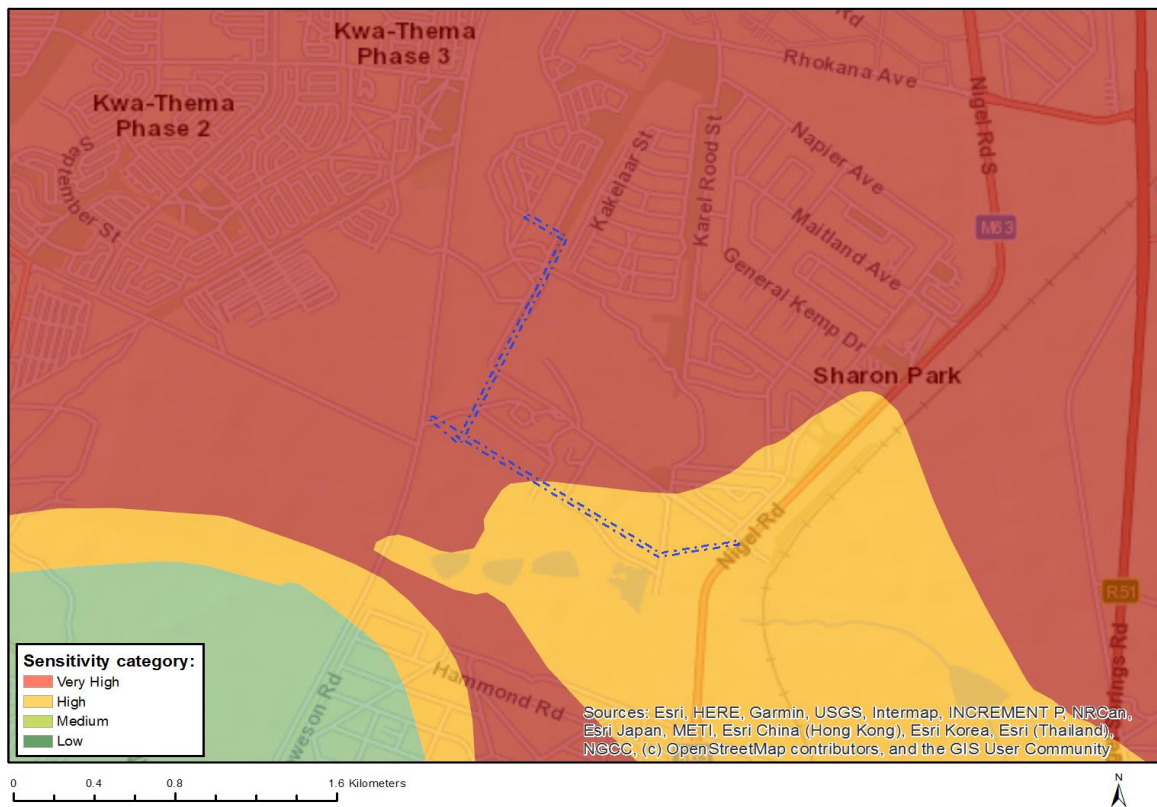 Kwa-Thema
Phase 3
Rd
Rhokana Ave
Kwa-Thema
Phase 2
Nigel Rd S
September St
Kakelaar St
Karel Rood St
Napier Ave
M63
Maitland Ave
General Kemp Dr
Sharon Park
Nigel Rd
R51
Hammond Rd
Rd
Sensitivity category:
Very High
High
Medium
Low
Sources: Esri, HERE, Garmin, USGS, Intermap, INCREMENT P, NRCan,
Esri Japan, METI, Esri China (Hong Kong), Esri Korea, Esri (Thailand),
NGCC, (c) OpenStreetMap contributors, and the GIS User Community
0 0.4 0.8 1.6 Kilometers
N